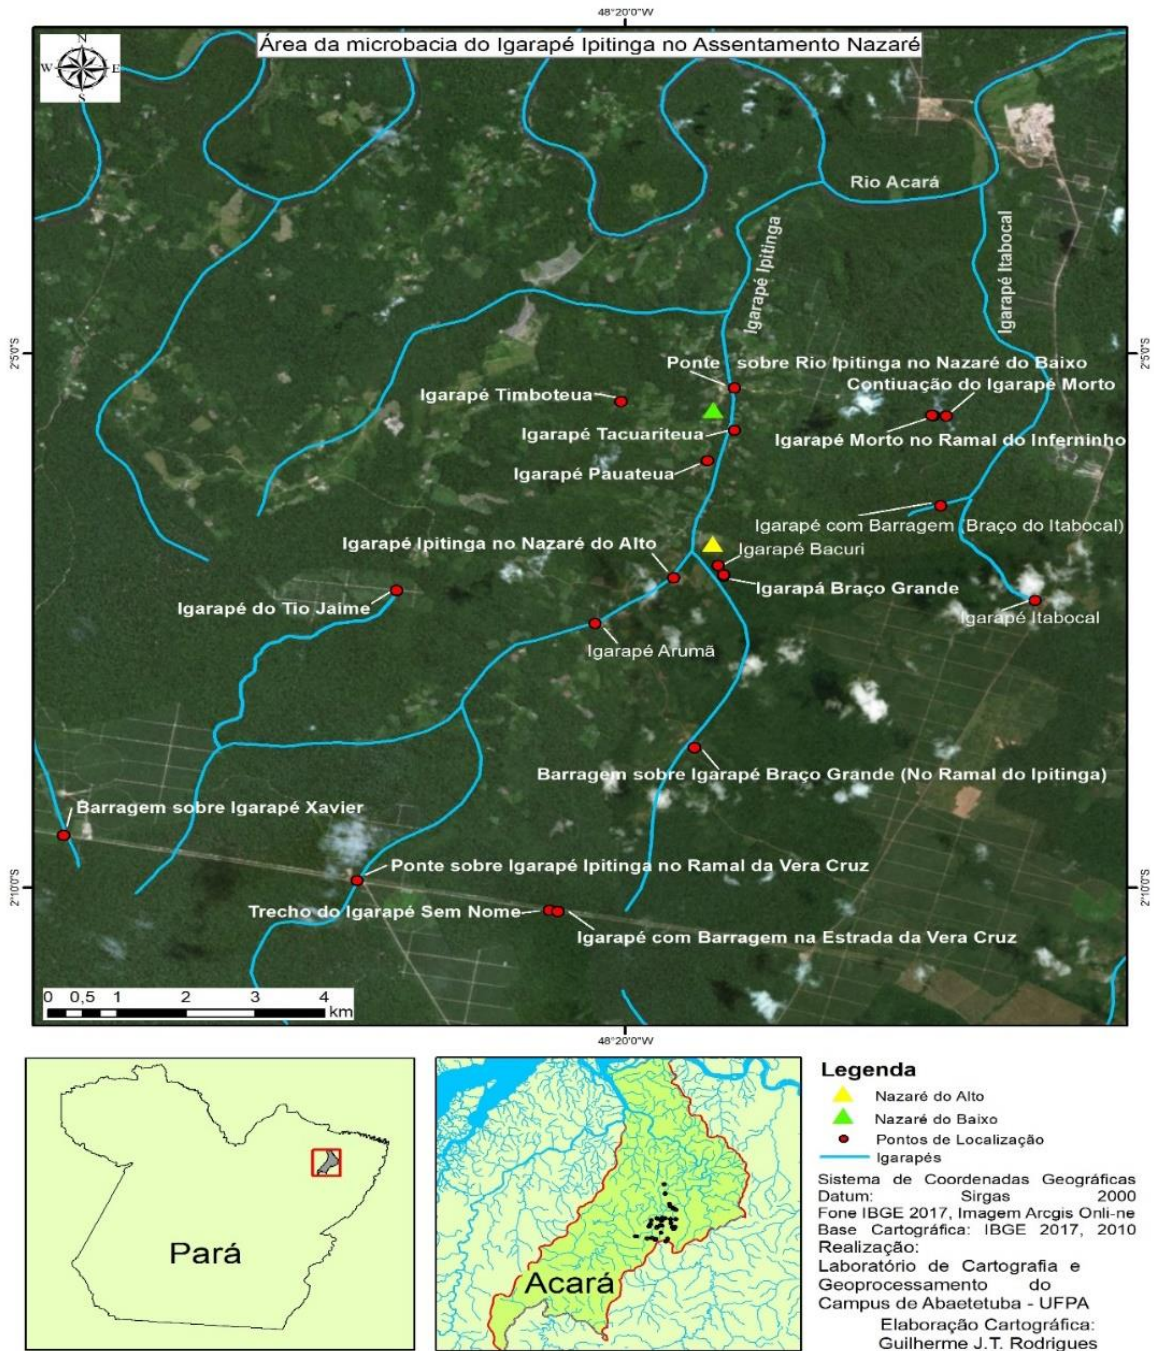 48°20'0"W
Área da microbacia do Igarapé Ipitinga no Assentamento Nazaré
N
W E
S
Rio Acará
Igarapé Ipitinga
Igarapé Itabocal
2°5'0"S
2°5'0"S
Ponte sobre Rio Ipitinga no Nazaré do Baixo
Contiuação do Igarapé Morto
Igarapé Timboteua
Igarapé Tacuariteua
Igarapé Morto no Ramal do Inferninho
Igarapé Pauateua
Igarapé com Barragem (Braço do Itabocal)
Igarapé Ipitinga no Nazaré do Alto
Igarapé Bacuri
Igarapá Braço Grande
Igarapé do Tio Jaime
Igarapé Itabocal
Igarapé Arumã
Barragem sobre Igarapé Braço Grande (No Ramal do Ipitinga)
Barragem sobre Igarapé Xavier
Ponte sobre Igarapé Ipitinga no Ramal da Vera Cruz
2°10'0"S
2°10'0"S
Trecho do Igarapé Sem Nome
Igarapé com Barragem na Estrada da Vera Cruz
0 0,5 1 2 3 4
km
48°20'0"W
Pará
Acará
Legenda
Nazaré do Alto
Nazaré do Baixo
Pontos de Localização
Igarapés
Sistema de Coordenadas Geográficas
Datum: Sirgas 2000
Fone IBGE 2017, Imagem Arcgis Onli-ne
Base Cartográfica: IBGE 2017, 2010
Realização:
Laboratório de Cartografia e
Geoprocessamento do
Campus de Abaetetuba - UFPA
Elaboração Cartográfica:
Guilherme J.T. Rodrigues